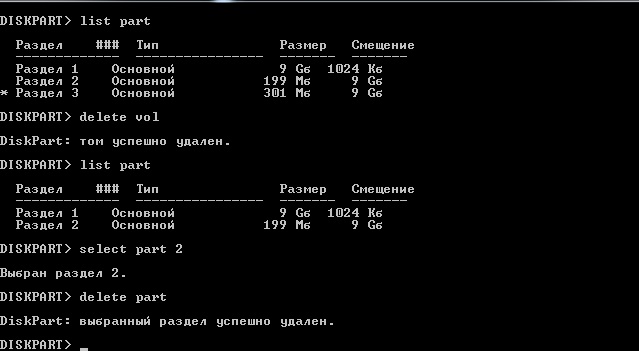 DISKPART> list part
Раздел ### Тип Размер Смещение
------------- ---------------- ------- -------
Раздел 1 Основной 9 Gб 1024 Kб
Раздел 2 Основной 199 Mб 9 Gб
* Раздел 3 Основной 301 Mб 9 Gб
DISKPART> delete vol
DiskPart: том успешно удален.
DISKPART> list part
Раздел ### Тип Размер Смещение
------------- ---------------- ------- -------
Раздел 1 Основной 9 Gб 1024 Kб
Раздел 2 Основной 199 Mб 9 Gб
DISKPART> select part 2
Выбран раздел 2.
DISKPART> delete part
DiskPart: выбранный раздел успешно удален.
DISKPART> _